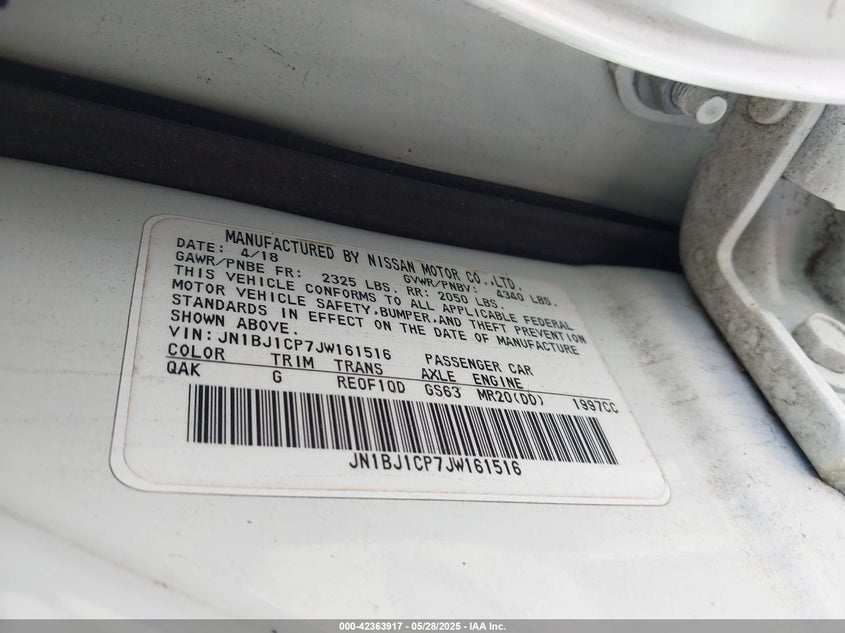 MANUFACTURED BY NISSAN MOTOR CO.,LTD.
DATE: 4/18 GVWR/PNBV: 4340 LBS.
GAWR/PNBE FR: 2325 LBS. RR: 2050 LBS.
THIS VEHICLE CONFORMS TO ALL APPLICABLE FEDERAL
MOTOR VEHICLE SAFETY,BUMPER,AND THEFT PREVENTION
STANDARDS IN EFFECT ON THE DATE OF MANUFACTURE
SHOWN ABOVE.
VIN:JN1BJ1CP7JW161516 PASSENGER CAR
COLOR TRIM TRANS AXLE ENGINE
QAK G RE0F10D GS63 MR20(DD) 1997CC
JN1BJ1CP7JW161516
000-42363917 - 05/28/2025 - IAA Inc.